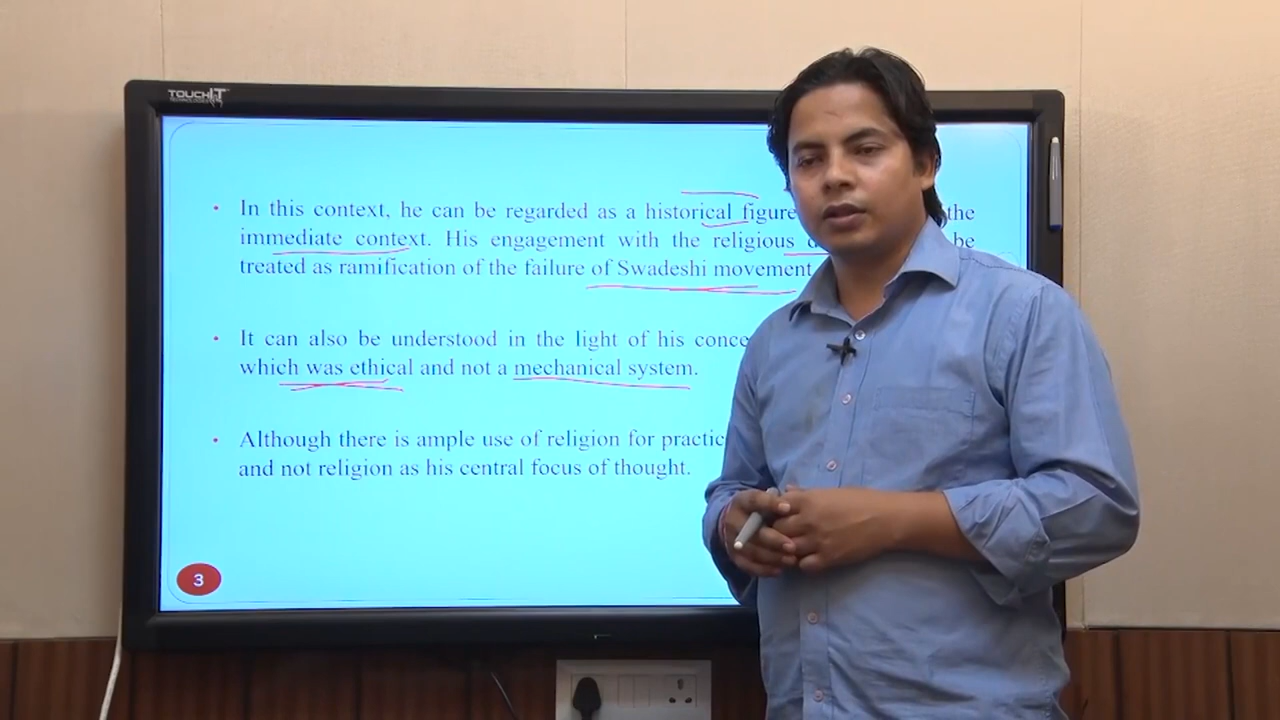 TOUCHIT
In this context, he can be regarded as a historical figure the
immediate context. His engagement with the religious be
treated as ramification of the failure of Swadeshi movement
It can also be understood in the light of his
which was ethical and not a mechanical system.
Although there is ample use of religion for
and not religion as his central focus of thought.
3